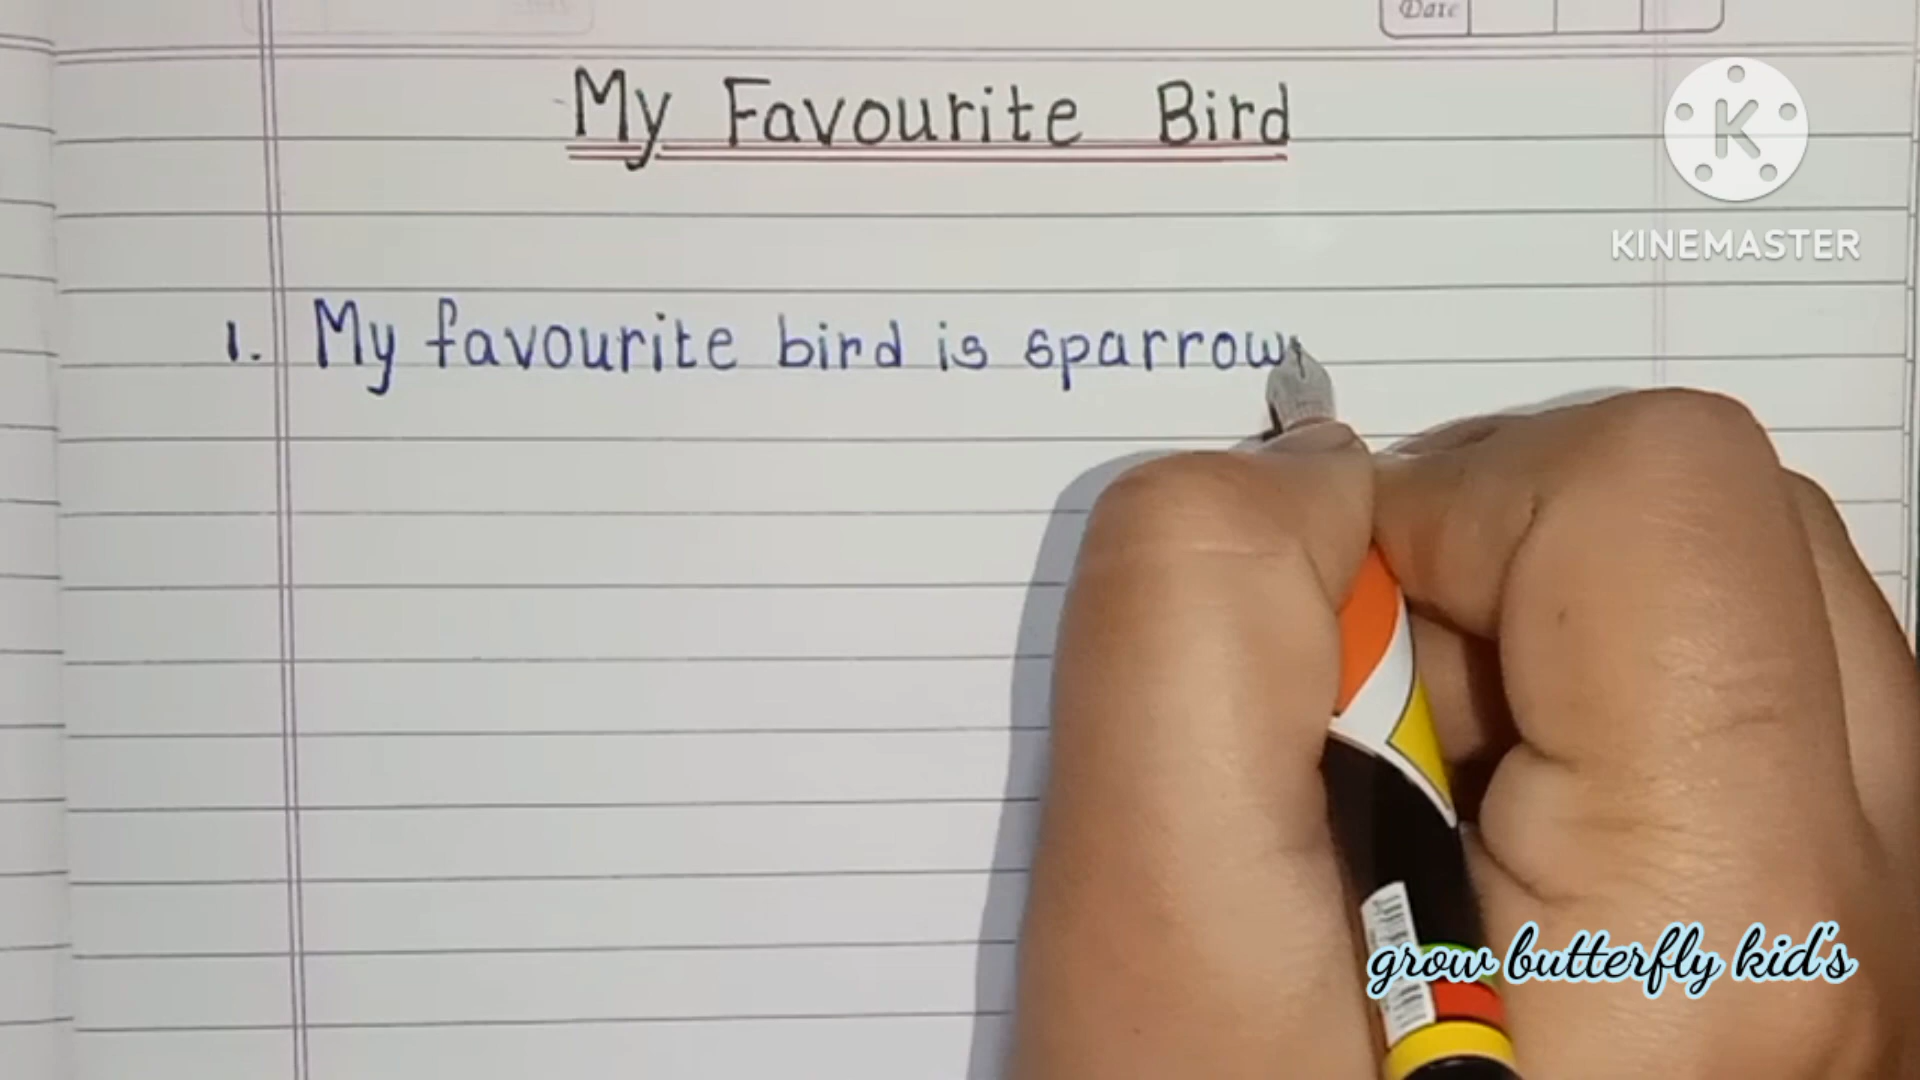 Date
My Favourite Bird
KINEMASTER
1. My favourite bird is sparrow
grow butterfly kid's